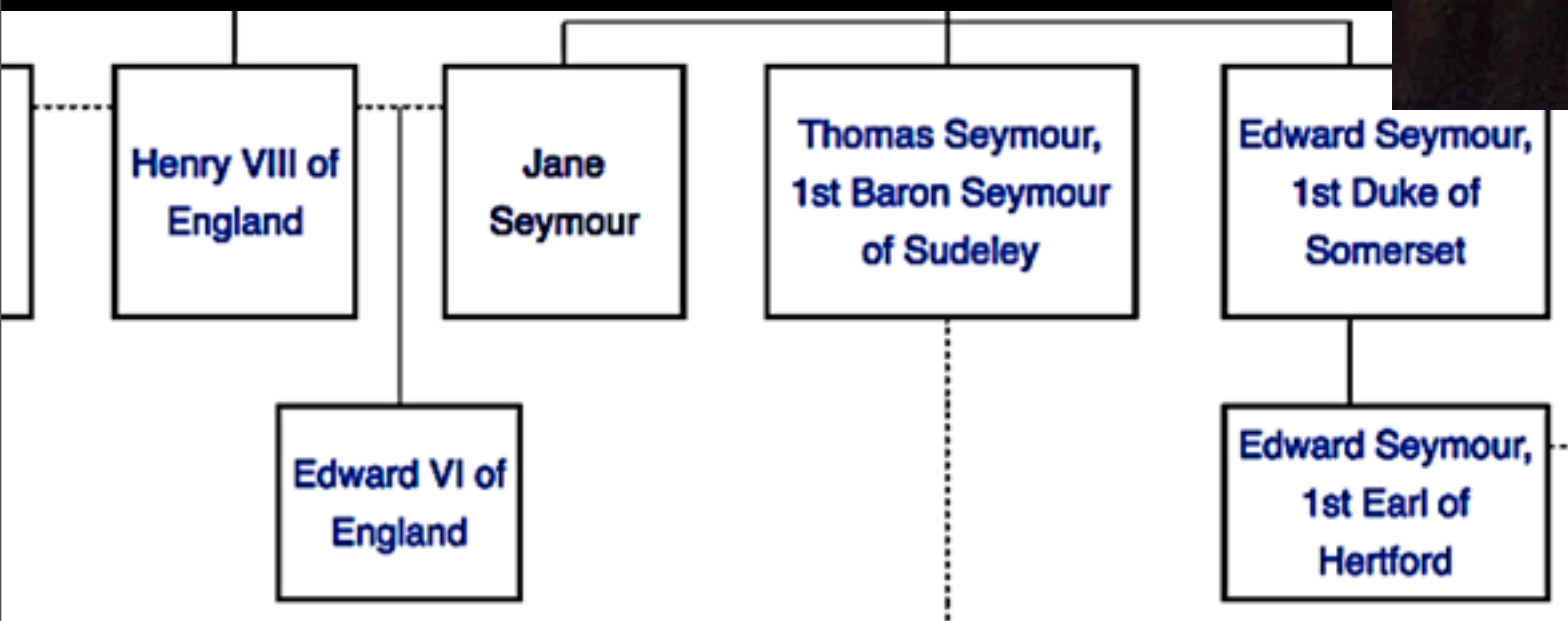 Henry VIII of
England
Jane
Seymour
Thomas Seymour,
1st Baron Seymour
of Sudeley
Edward Seymour,
1st Duke of
Somerset
Edward VI of
England
Edward Seymour,
1st Earl of
Hertford